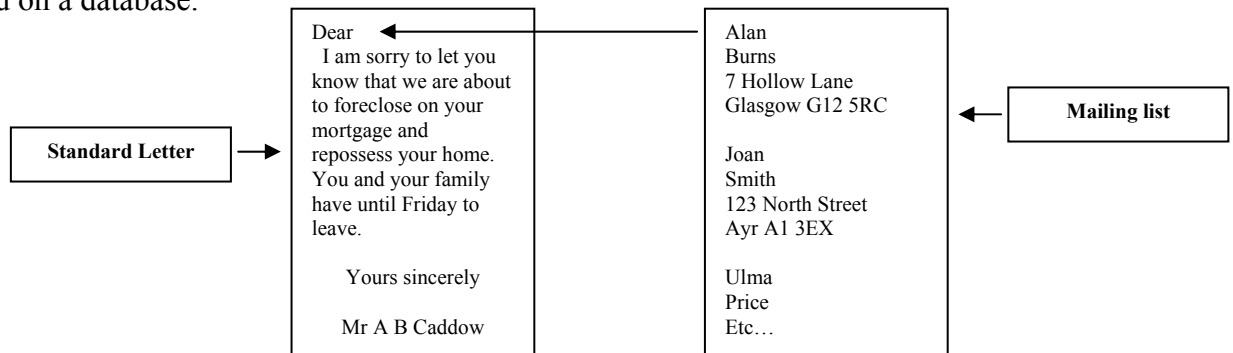 d on a database.
Standard Letter
Dear
I am sorry to let you
know that we are about
to foreclose on your
mortgage and
repossess your home.
You and your family
have until Friday to
leave.
Yours sincerely
Mr A B Caddow
Alan
Burns
7 Hollow Lane
Glasgow G12 5RC
Joan
Smith
123 North Street
Ayr A1 3EX
Ulma
Price
Etc…
Mailing list